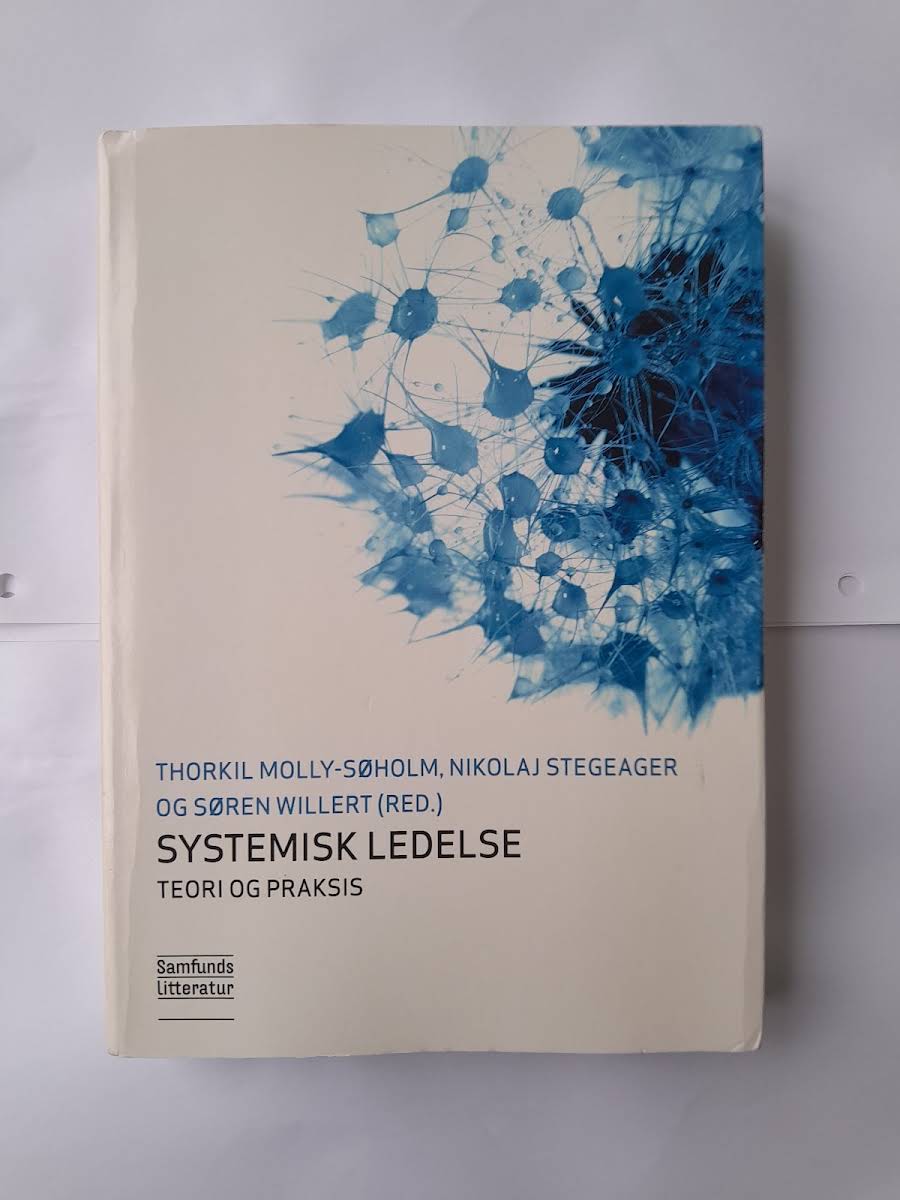 THORKIL MOLLY-SØHOLM, NIKOLAJ STEGEAGER
OG SØREN WILLERT (RED.)
SYSTEMISK LEDELSE
TEORI OG PRAKSIS
Samfunds
litteratur